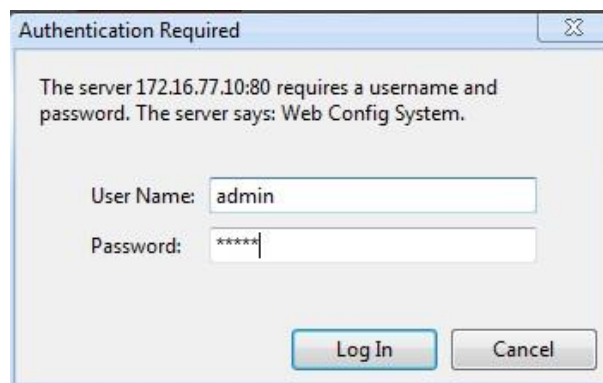 Authentication Required
The server 172.16.77.10:80 requires a username and
password. The server says: Web Config System.
User Name: admin
Password: *****
Log In Cancel